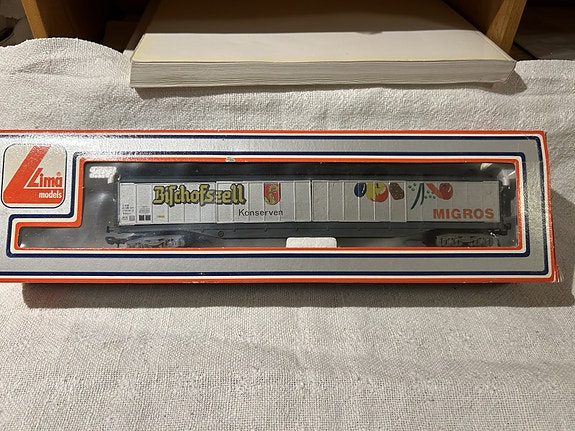 Lima
models
Bischofszell
Konserven
MIGROS